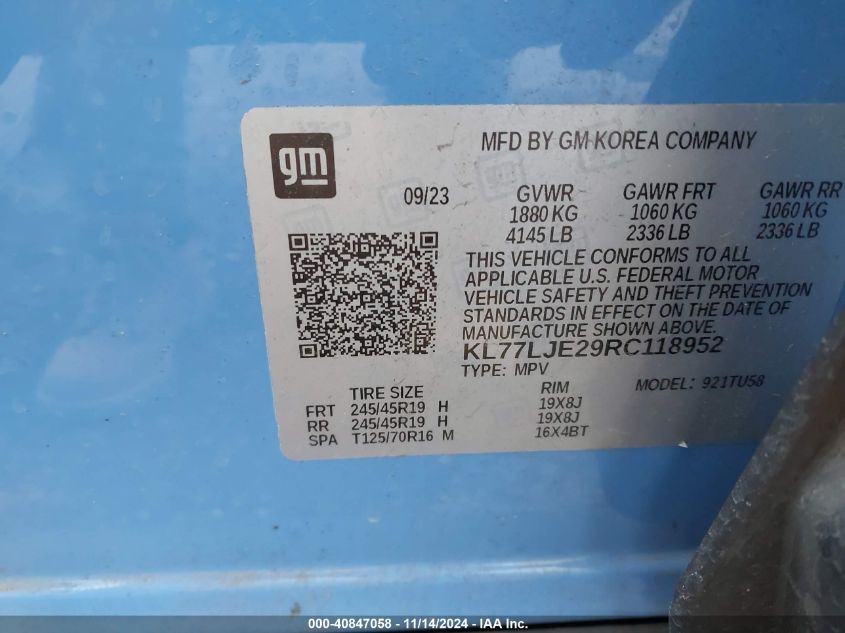 gm
MFD BY GM KOREA COMPANY
09/23
GVWR GAWR FRT GAWR RR
1880 KG 1060 KG 1060 KG
4145 LB 2336 LB 2336 LB
THIS VEHICLE CONFORMS TO ALL
APPLICABLE U.S. FEDERAL MOTOR
VEHICLE SAFETY AND THEFT PREVENTION
STANDARDS IN EFFECT ON THE DATE OF
MANUFACTURE SHOWN ABOVE.
KL77LJE29RC118952
TYPE: MPV MODEL: 921TU58
TIRE SIZE RIM
FRT 245/45R19 H 19X8J
RR 245/45R19 H 19X8J
SPA T125/70R16 M 16X4BT
000-40847058 - 11/14/2024 - IAA Inc.